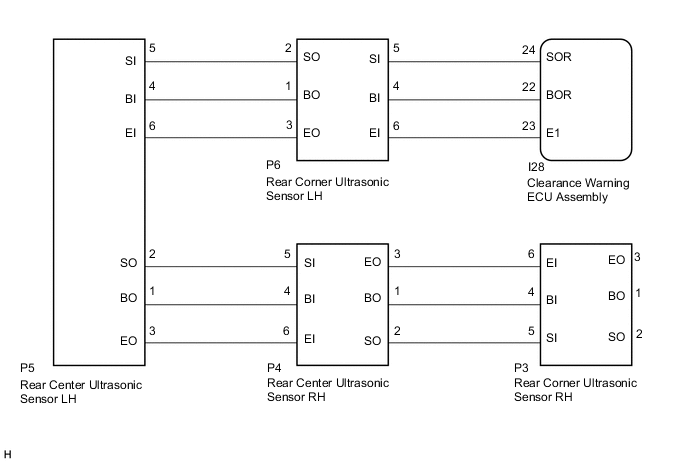 5 2 5 24
SI SO SI SOR
4 1 4 22
BI BO BI BOR
6 3 6 23
EI EO EI E1
P6
Rear Corner Ultrasonic
Sensor LH
I28
Clearance Warning
ECU Assembly
2 5 3 6 3
SO SI EO EI EO
1 4 1 4 1
BO BI BO BI BO
3 6 2 5 2
EO EI SO SI SO
P5
Rear Center Ultrasonic
Sensor LH
P4
Rear Center Ultrasonic
Sensor RH
P3
Rear Corner Ultrasonic
Sensor RH
H